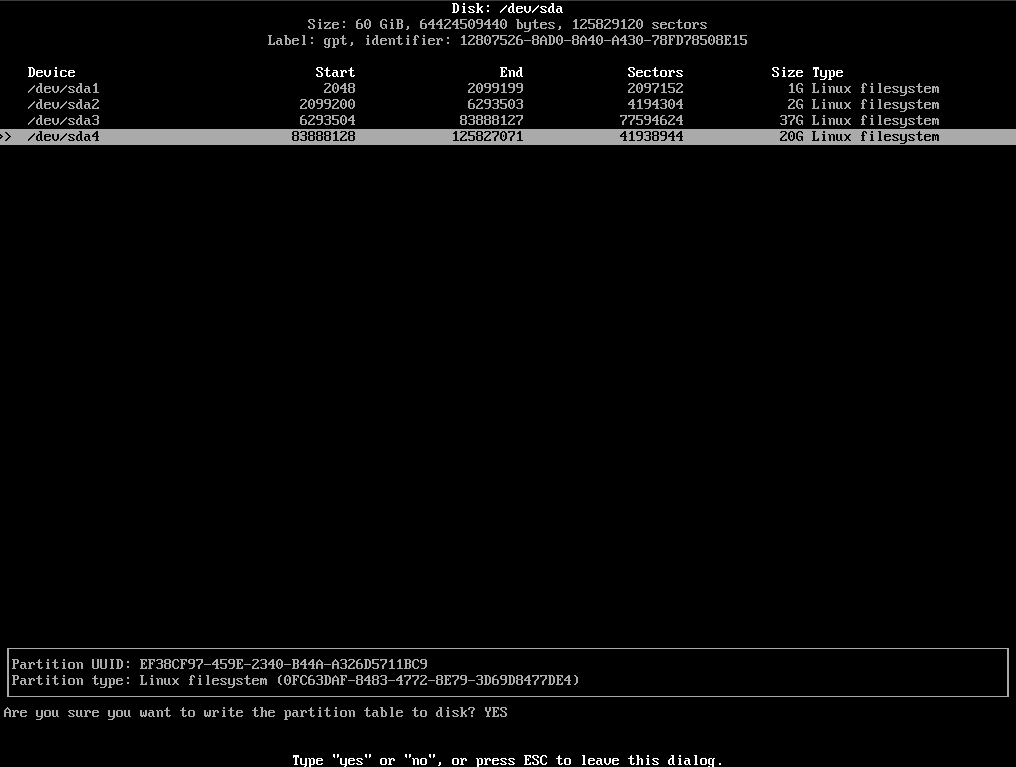 Disk: /dev/sda
Size: 60 GiB, 64424509440 bytes, 125829120 sectors
Label: gpt, identifier: 12807526-8AD0-8A40-A430-78FD78508E15
Device Start End Sectors Size Type
/dev/sda1 2048 2099199 2097152 1G Linux filesystem
/dev/sda2 2099200 6293503 4194304 2G Linux filesystem
/dev/sda3 6293504 83888127 77594624 37G Linux filesystem
>> /dev/sda4 83888128 125827071 41938944 20G Linux filesystem
Partition UUID: EF38CF97-459E-2340-B44A-A326D5711BC9
Partition type: Linux filesystem (0FC63DAF-8483-4772-8E79-3D69D8477DE4)
Are you sure you want to write the partition table to disk? YES
Type "yes" or "no", or press ESC to leave this dialog.